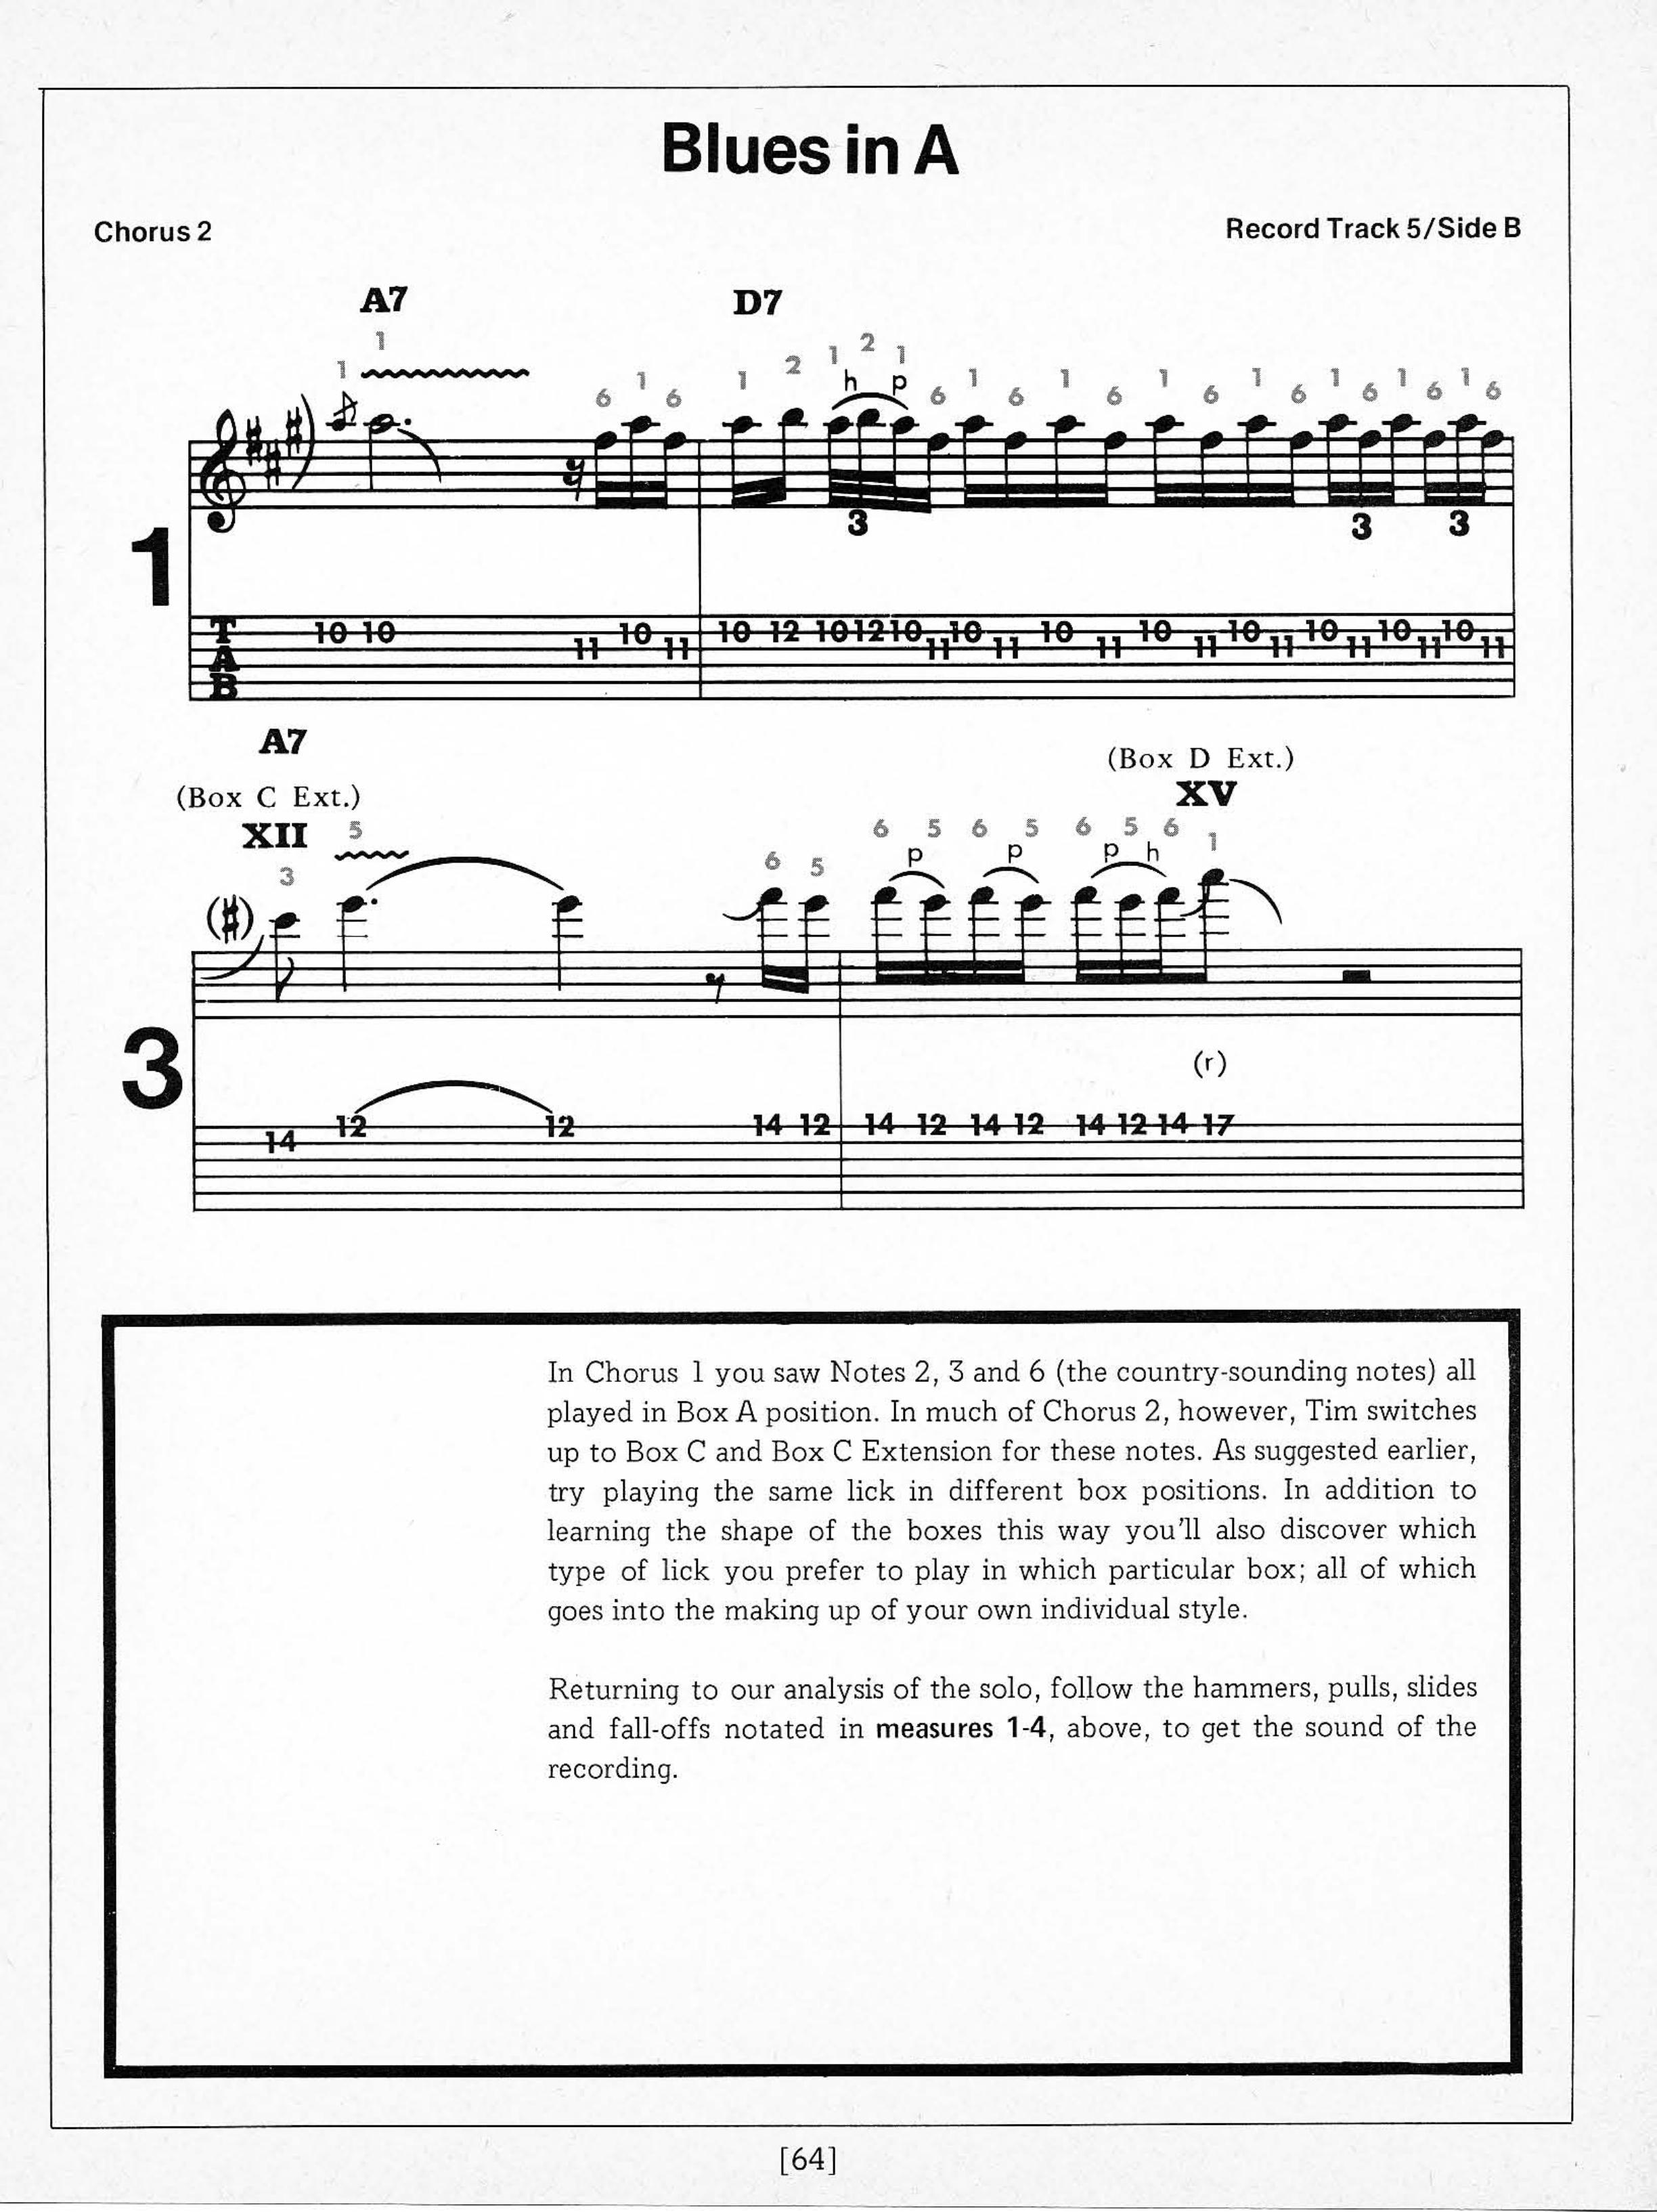 Blues in A
Chorus 2
Record Track 5/Side B
A7 D7
1 1 6 1 6 1 2 1 2 1 6 1 6 1 6 1 6 1 6 1 6 1 6 1 6
h p
3 3 3
1
T
A
B
10 10 11 10 11 10 12 10 12 10 11 10 11 10 11 10 11 10 11 10 11 10 11 10 11
A7
(Box C Ext.)
XII
(Box D Ext.)
XV
3 5 6 5 6 5 6 5 6 5 6 1
p p p h
(#)
3
(r)
14 12 12 14 12 14 12 14 12 14 12 14 17
In Chorus 1 you saw Notes 2, 3 and 6 (the country-sounding notes) all
played in Box A position. In much of Chorus 2, however, Tim switches
up to Box C and Box C Extension for these notes. As suggested earlier,
try playing the same lick in different box positions. In addition to
learning the shape of the boxes this way you'll also discover which
type of lick you prefer to play in which particular box; all of which
goes into the making up of your own individual style.
Returning to our analysis of the solo, follow the hammers, pulls, slides
and fall-offs notated in measures 1-4, above, to get the sound of the
recording.
[64]